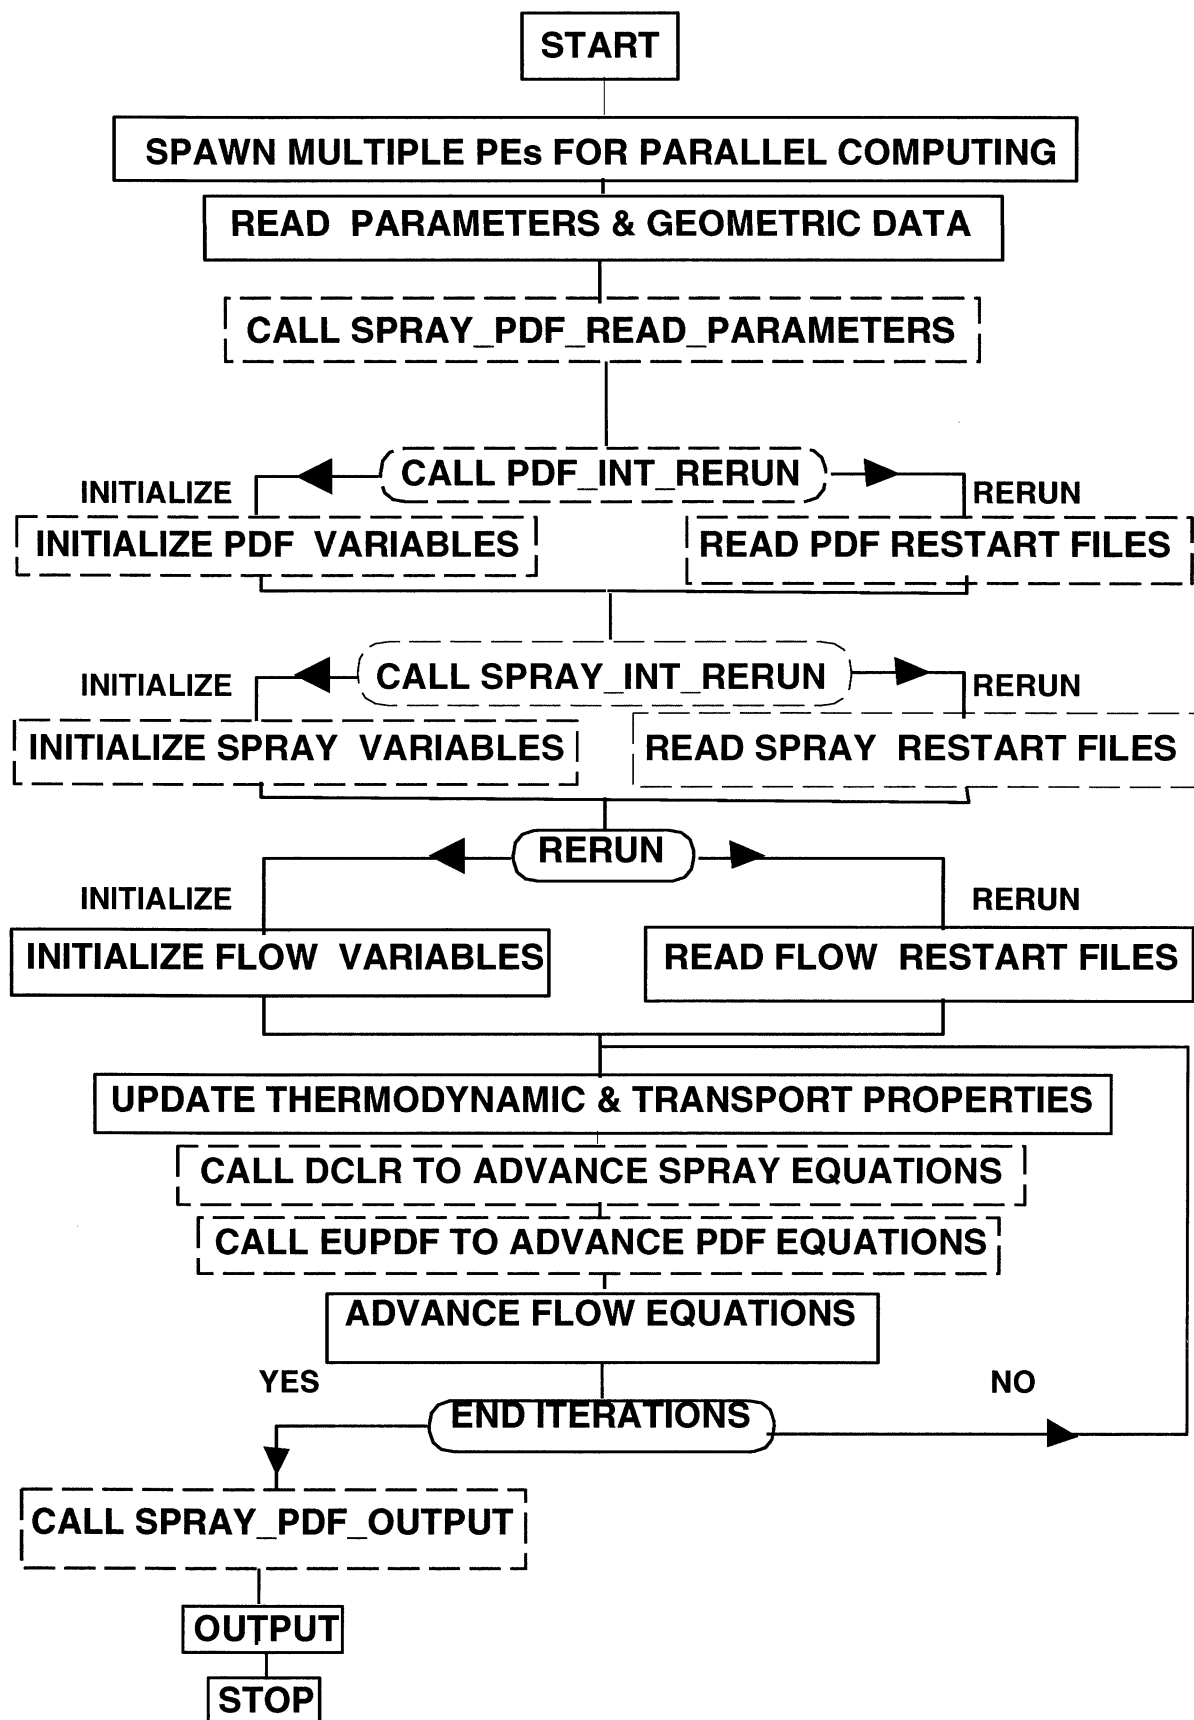 START
SPAWN MULTIPLE PEs FOR PARALLEL COMPUTING
READ PARAMETERS & GEOMETRIC DATA
CALL SPRAY_PDF_READ_PARAMETERS
CALL PDF_INT_RERUN
INITIALIZE
RERUN
INITIALIZE PDF VARIABLES
READ PDF RESTART FILES
CALL SPRAY_INT_RERUN
INITIALIZE
RERUN
INITIALIZE SPRAY VARIABLES
READ SPRAY RESTART FILES
RERUN
INITIALIZE
RERUN
INITIALIZE FLOW VARIABLES
READ FLOW RESTART FILES
UPDATE THERMODYNAMIC & TRANSPORT PROPERTIES
CALL DCLR TO ADVANCE SPRAY EQUATIONS
CALL EUPDF TO ADVANCE PDF EQUATIONS
ADVANCE FLOW EQUATIONS
YES
NO
END ITERATIONS
CALL SPRAY_PDF_OUTPUT
OUTPUT
STOP